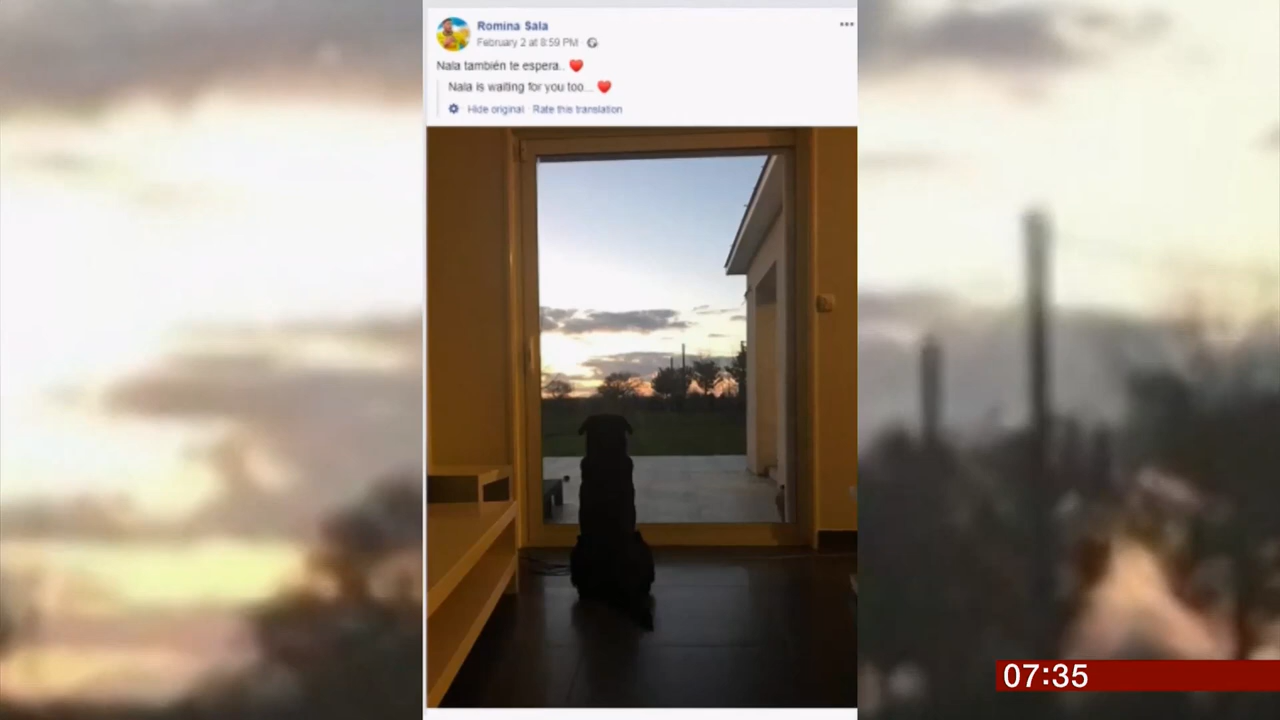 Romina Sala
February 2 at 8:59 PM ·
Nala también te espera.. ❤️
Nala is waiting for you too... ❤️
Hide original · Rate this translation
07:35